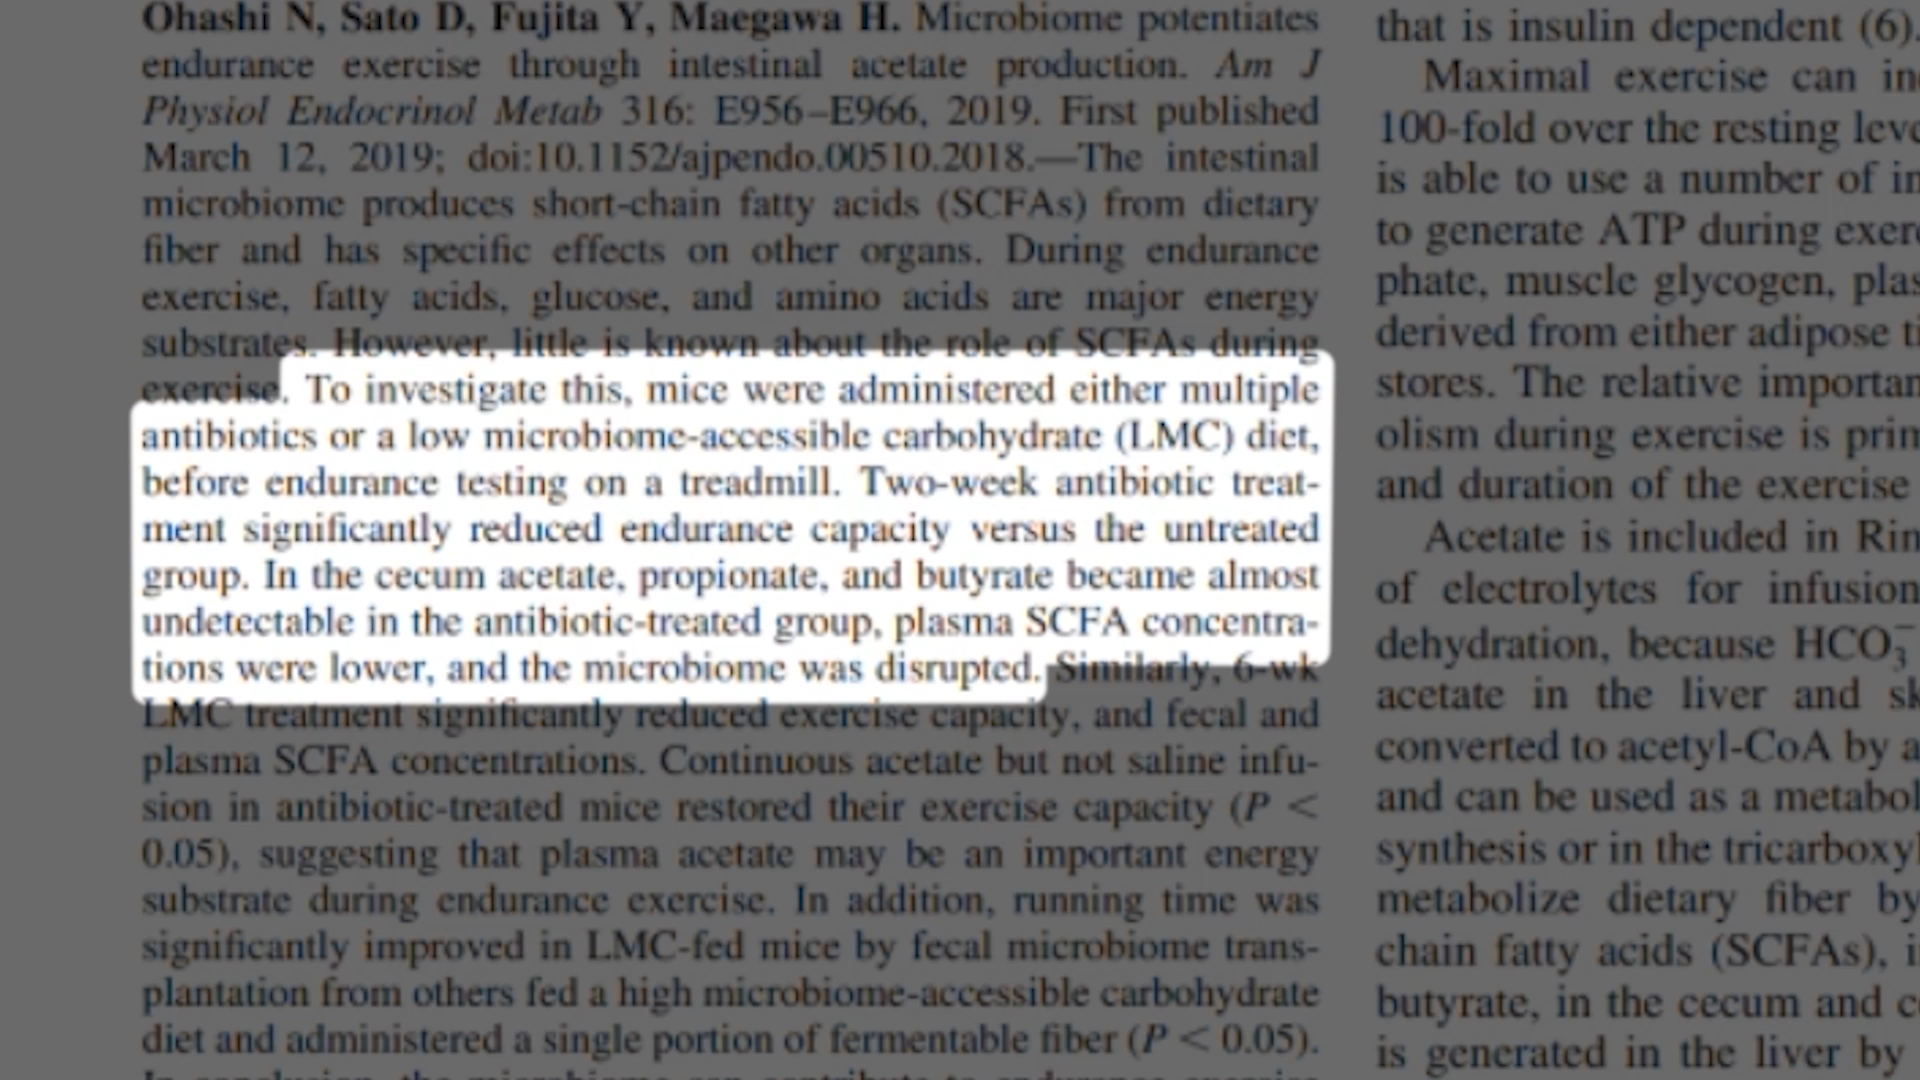 Ohashi N, Sato D, Fujita Y, Maegawa H. Microbiome potentiates
endurance exercise through intestinal acetate production. Am J
Physiol Endocrinol Metab 316: E956–E966, 2019. First published
March 12, 2019; doi:10.1152/ajpendo.00510.2018.—The intestinal
microbiome produces short-chain fatty acids (SCFAs) from dietary
fiber and has specific effects on other organs. During endurance
exercise, fatty acids, glucose, and amino acids are major energy
substrates. However, little is known about the role of SCFAs during
exercise. To investigate this, mice were administered either multiple
antibiotics or a low microbiome-accessible carbohydrate (LMC) diet,
before endurance testing on a treadmill. Two-week antibiotic treat-
ment significantly reduced endurance capacity versus the untreated
group. In the cecum acetate, propionate, and butyrate became almost
undetectable in the antibiotic-treated group, plasma SCFA concentra-
tions were lower, and the microbiome was disrupted. Similarly, 6-wk
LMC treatment significantly reduced exercise capacity, and fecal and
plasma SCFA concentrations. Continuous acetate but not saline infu-
sion in antibiotic-treated mice restored their exercise capacity (P <
0.05), suggesting that plasma acetate may be an important energy
substrate during endurance exercise. In addition, running time was
significantly improved in LMC-fed mice by fecal microbiome trans-
plantation from others fed a high microbiome-accessible carbohydrate
diet and administered a single portion of fermentable fiber (P < 0.05).
that is insulin dependent (6).
Maximal exercise can in
100-fold over the resting leve
is able to use a number of in
to generate ATP during exer
phate, muscle glycogen, plas
derived from either adipose ti
stores. The relative importan
olism during exercise is prim
and duration of the exercise
Acetate is included in Rin
of electrolytes for infusion
dehydration, because HCO3−
acetate in the liver and sk
converted to acetyl-CoA by a
and can be used as a metabol
synthesis or in the tricarboxyl
metabolize dietary fiber by
chain fatty acids (SCFAs), i
butyrate, in the cecum and c
is generated in the liver by